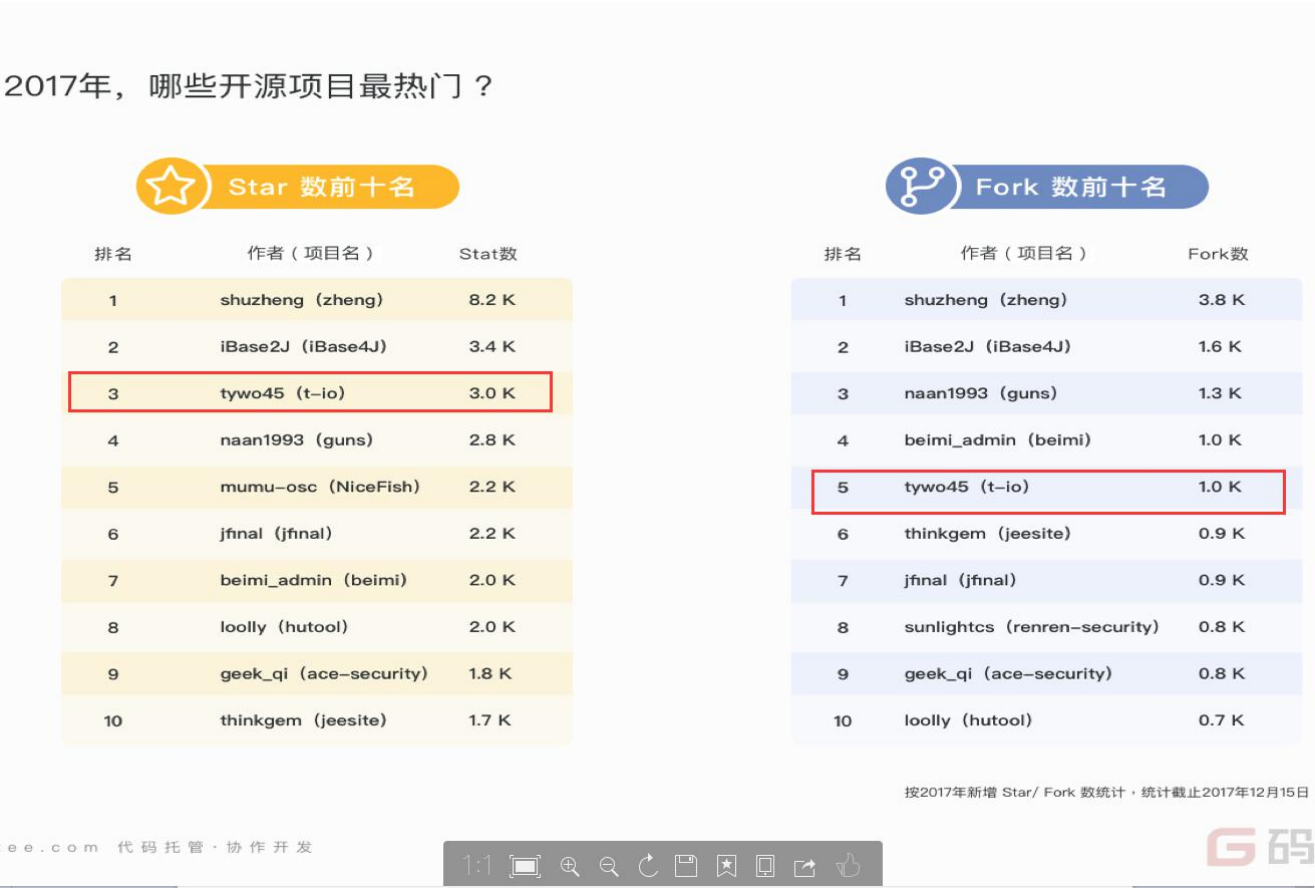 2017年，哪些开源项目最热门？
Star 数前十名
排名 作者（项目名） Stat数
1 shuzheng（zheng） 8.2 K
2 iBase2J（iBase4J） 3.4 K
3 tywo45（t-io） 3.0 K
4 naan1993（guns） 2.8 K
5 mumu-osc（NiceFish） 2.2 K
6 jfinal（jfinal） 2.2 K
7 beimi_admin（beimi） 2.0 K
8 loolly（hutool） 2.0 K
9 geek_qi（ace-security） 1.8 K
10 thinkgem（jeesite） 1.7 K
Fork 数前十名
排名 作者（项目名） Fork数
1 shuzheng（zheng） 3.8 K
2 iBase2J（iBase4J） 1.6 K
3 naan1993（guns） 1.3 K
4 beimi_admin（beimi） 1.0 K
5 tywo45（t-io） 1.0 K
6 thinkgem（jeesite） 0.9 K
7 jfinal（jfinal） 0.9 K
8 sunlightcs（renren-security） 0.8 K
9 geek_qi（ace-security） 0.8 K
10 loolly（hutool） 0.7 K
按2017年新增 Star/ Fork 数统计，统计截止2017年12月15日
ee.com 代码托管·协作开发
G 码
1:1